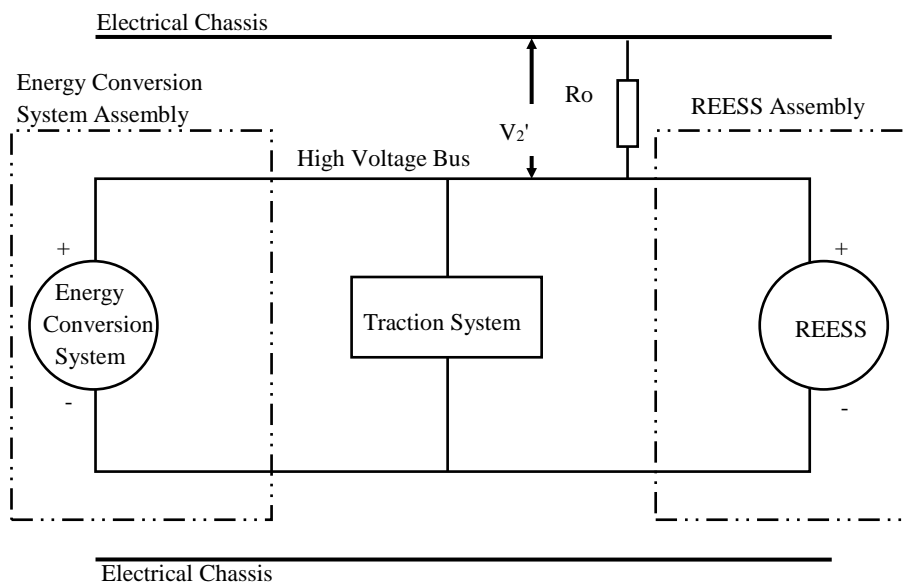 Electrical Chassis
Energy Conversion
System Assembly
Ro
REESS Assembly
V2'
High Voltage Bus
+
+
Energy
Conversion
System
Traction System
REESS
-
-
Electrical Chassis